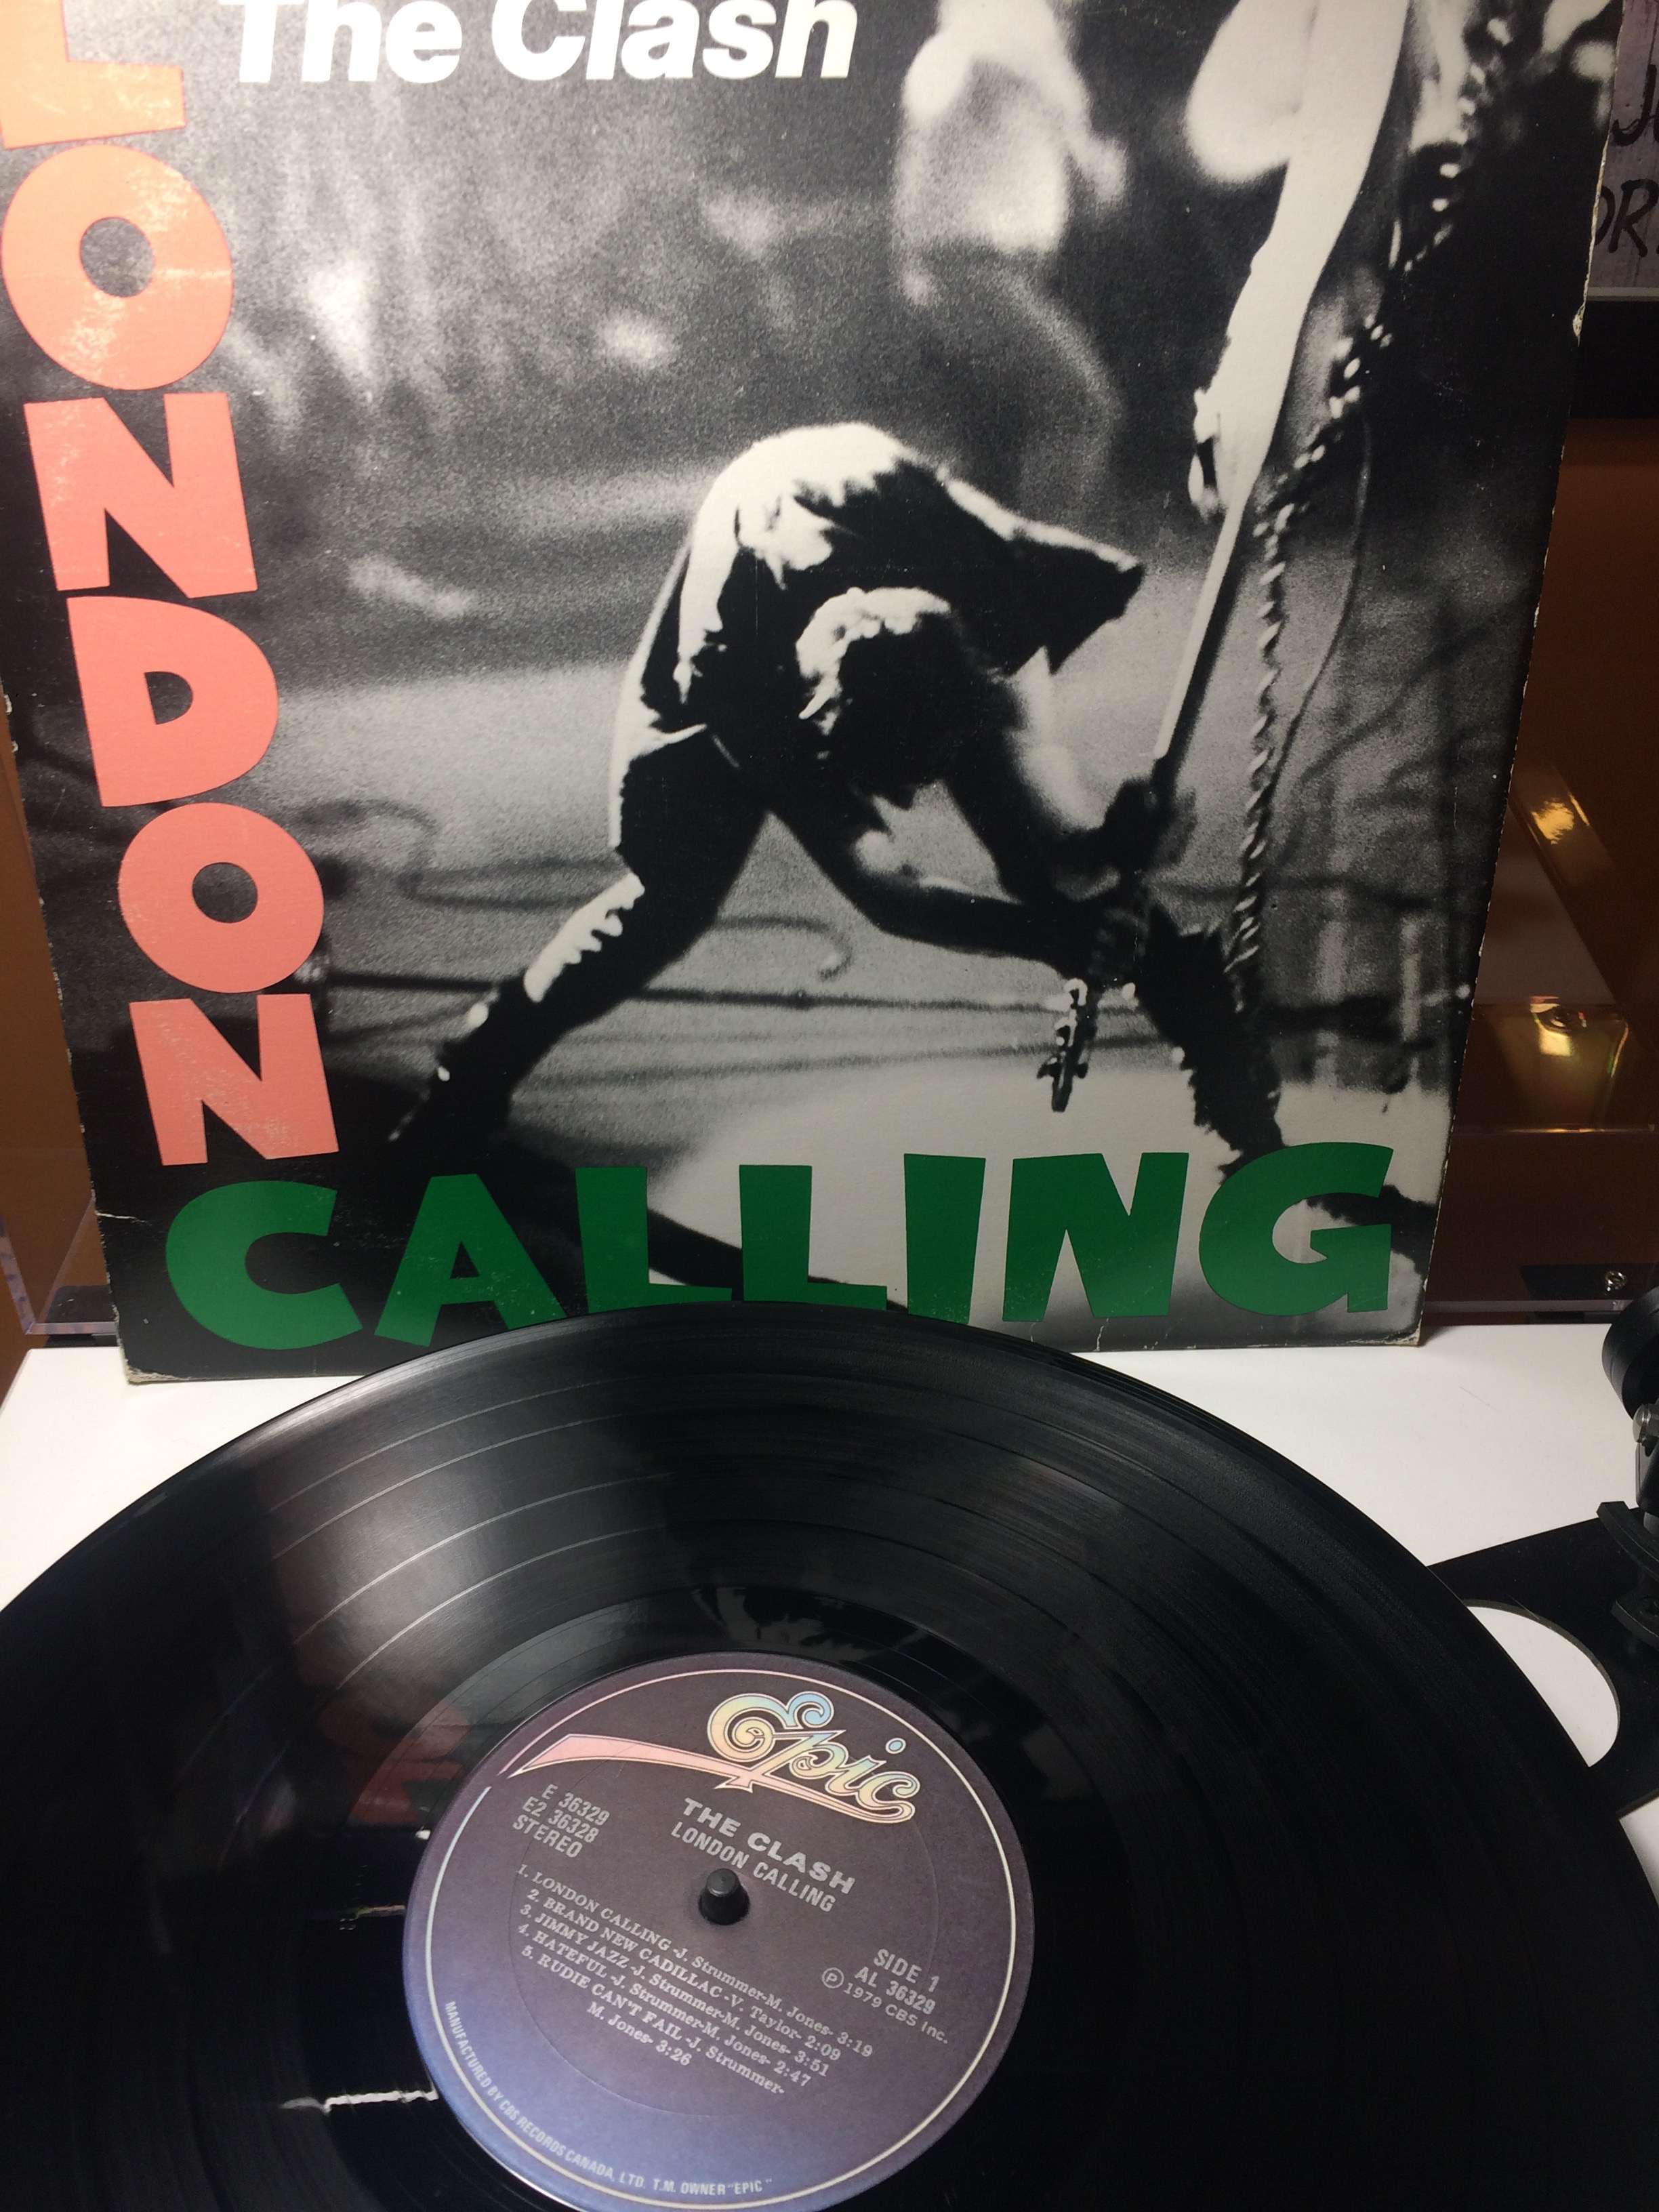 The Clash
LONDON
CALLING
Epic
E 36329
E2 36328
STEREO
THE CLASH
LONDON CALLING
SIDE 1
AL 36329
Ⓟ 1979 CBS Inc.
1. LONDON CALLING -J. Strummer-M. Jones- 3:19
2. BRAND NEW CADILLAC -V. Taylor- 2:09
3. JIMMY JAZZ -J. Strummer-M. Jones- 3:51
4. HATEFUL -J. Strummer-M. Jones- 2:47
5. RUDIE CAN'T FAIL -J. Strummer-
M. Jones- 3:26
MANUFACTURED BY CBS RECORDS CANADA, LTD. T.M. OWNER "EPIC"